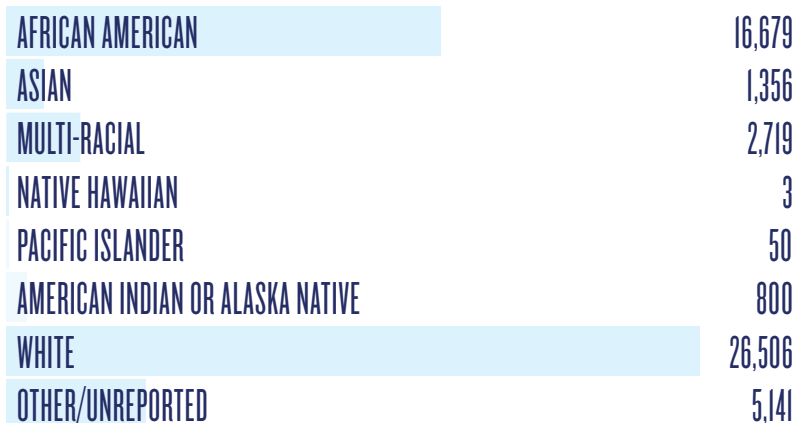 AFRICAN AMERICAN 16,679
ASIAN 1,356
MULTI-RACIAL 2,719
NATIVE HAWAIIAN 3
PACIFIC ISLANDER 50
AMERICAN INDIAN OR ALASKA NATIVE 800
WHITE 26,506
OTHER/UNREPORTED 5,141